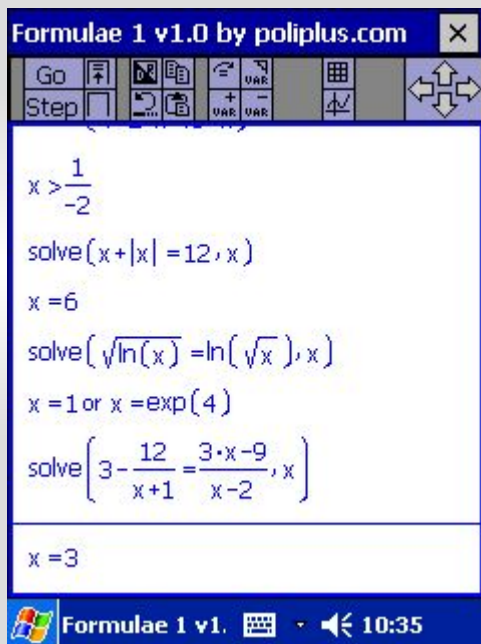 Formulae 1 v1.0 by poliplus.com
Go
VAR
Step
VAR VAR
x > 1/-2
solve(x+|x| =12, x)
x =6
solve(√ln(x) =ln(√x), x)
x =1 or x =exp(4)
solve(3 - 12/x+1 = 3·x-9/x-2, x)
x =3
Formulae 1 v1.
10:35